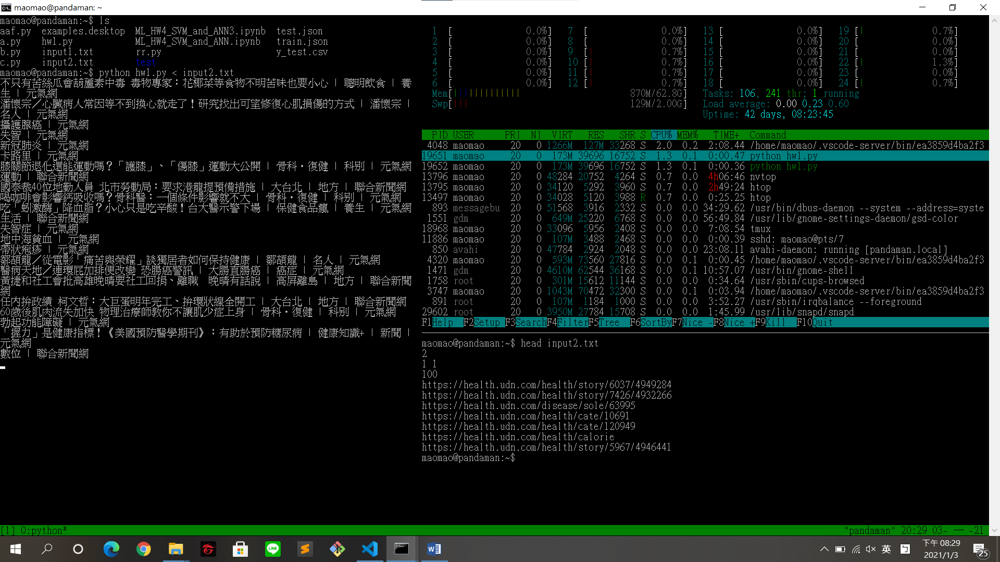 maomao@pandaman: ~
maomao@pandaman:~$ ls
aaf.py  examples.desktop  ML_HW4_SVM_and_ANN3.ipynb  test.json
a.py    hw1.py            ML_HW4_SVM_and_ANN.ipynb   train.json
b.py    input1.txt        rr.py                      y_test.csv
c.py    input2.txt        test
maomao@pandaman:~$ python hw1.py < input2.txt
不只有苦絲瓜會葫蘆素中毒 毒物專家：花椰菜等食物不明苦味也要小心 | 聰明飲食 | 養
生 | 元氣網
潘懷宗／心臟病人常因等不到換心就走了！研究找出可望修復心肌損傷的方式 | 潘懷宗 |
名人 | 元氣網
攝護腺癌 | 元氣網
失智 | 元氣網
新冠肺炎 | 元氣網
卡路里 | 元氣網
膝關節退化還能運動嗎？「護膝」、「傷膝」運動大公開 | 骨科．復健 | 科別 | 元氣網
運動 | 聯合新聞網
國泰裁40位地勤人員 北市勞動局：要求港龍提預備措施 | 大台北 | 地方 | 聯合新聞網
喝咖啡會影響鈣吸收嗎？骨科醫：一個條件影響就不大 | 骨科．復健 | 科別 | 元氣網
吃「蚓激酶」降血脂？小心只是吃辛酸！台大醫示警下場 | 保健食品瘋 | 養生 | 元氣網
生活 | 聯合新聞網
失智症 | 元氣網
地中海貧血 | 元氣網
帶狀疱疹 | 元氣網
鄒頡龍／從電影「痛苦與榮耀」談獨居者如何保持健康 | 鄒頡龍 | 名人 | 元氣網
醫病天地／連環屁加排便改變 恐腸癌警訊 | 大腸直腸癌 | 癌症 | 元氣網
黃捷和社工會批高雄晚晴要社工回捐、離職　晚晴有話說 | 高屏離島 | 地方 | 聯合新聞
網
任內拚政績 柯文哲：大巨蛋明年完工、拚環狀線全開工 | 大台北 | 地方 | 聯合新聞網
60歲後肌肉流失加快 物理治療師教你不讓肌少症上身 | 骨科．復健 | 科別 | 元氣網
勃起功能障礙 | 元氣網
「握力」是健康指標！《美國預防醫學期刊》：有助於預防糖尿病 | 健康知識+ | 新聞 |
元氣網
數位 | 聯合新聞網
1 [ 0.0%] 7 [ 0.0%] 13 [ 0.0%] 19 [| 0.7%]
2 [ 0.0%] 8 [ 0.0%] 14 [ 0.0%] 20 [ 0.0%]
3 [ 0.0%] 9 [| 0.7%] 15 [ 0.0%] 21 [ 0.0%]
4 [ 0.0%] 10 [| 0.7%] 16 [ 0.0%] 22 [| 1.3%]
5 [ 0.0%] 11 [| 0.7%] 17 [ 0.0%] 23 [ 0.0%]
6 [ 0.0%] 12 [| 0.7%] 18 [ 0.0%] 24 [| 0.7%]
Mem[||||||||||||| 870M/62.8G] Tasks: 106, 241 thr; 1 running
Swp[||| 129M/2.00G] Load average: 0.00 0.23 0.60
Uptime: 42 days, 08:23:45
PID USER PRI NI VIRT RES SHR S CPU% MEM% TIME+ Command
4048 maomao 20 0 1266M 127M 33268 S 2.0 0.2 2:08.44 /home/maomao/.vscode-server/bin/ea3859d4ba2f3
19651 maomao 20 0 173M 39696 16752 S 1.3 0.1 0:00.47 python hw1.py
19652 maomao 20 0 173M 39696 16752 S 1.3 0.1 0:00.36 python hw1.py
13796 maomao 20 0 48284 20752 4264 S 0.7 0.0 4h06:46 nvtop
13795 maomao 20 0 34120 5292 3960 S 0.7 0.0 2h49:24 htop
13497 maomao 20 0 34028 5120 3988 R 0.7 0.0 0:25.25 htop
893 messagebu 20 0 51568 3916 2332 S 0.0 0.0 34:29.62 /usr/bin/dbus-daemon --system --address=syste
1551 gdm 20 0 649M 25220 6768 S 0.0 0.0 56:49.84 /usr/lib/gnome-settings-daemon/gsd-color
18968 maomao 20 0 33096 5956 2408 S 0.0 0.0 7:08.54 tmux
11886 maomao 20 0 107M 3488 2468 S 0.0 0.0 0:00.39 sshd: maomao@pts/7
850 avahi 20 0 47784 2924 2048 S 0.0 0.0 23:08.11 avahi-daemon: running [pandaman.local]
4320 maomao 20 0 593M 73560 27816 S 0.0 0.1 0:00.45 /home/maomao/.vscode-server/bin/ea3859d4ba2f3
1471 gdm 20 0 4610M 62544 36168 S 0.0 0.1 10:57.07 /usr/bin/gnome-shell
1758 root 20 0 301M 15612 11144 S 0.0 0.0 0:34.64 /usr/sbin/cups-browsed
3747 maomao 20 0 1043M 70472 32300 S 0.0 0.1 0:03.94 /home/maomao/.vscode-server/bin/ea3859d4ba2f3
891 root 20 0 107M 1184 1000 S 0.0 0.0 3:52.27 /usr/sbin/irqbalance --foreground
29602 root 20 0 3950M 27784 15708 S 0.0 0.0 1:45.99 /usr/lib/snapd/snapd
F1Help F2Setup F3SearchF4FilterF5Tree F6SortByF7Nice -F8Nice +F9Kill F10Quit
maomao@pandaman:~$ head input2.txt
2
1 1
100
https://health.udn.com/health/story/6037/4949284
https://health.udn.com/health/story/7426/4932266
https://health.udn.com/disease/sole/63995
https://health.udn.com/health/cate/10691
https://health.udn.com/health/cate/120949
https://health.udn.com/health/calorie
https://health.udn.com/health/story/5967/4946441
maomao@pandaman:~$
[1] 0:python* "pandaman" 20:29 03- 一 -21
LINE
英
下午 08:29
2021/1/3
25